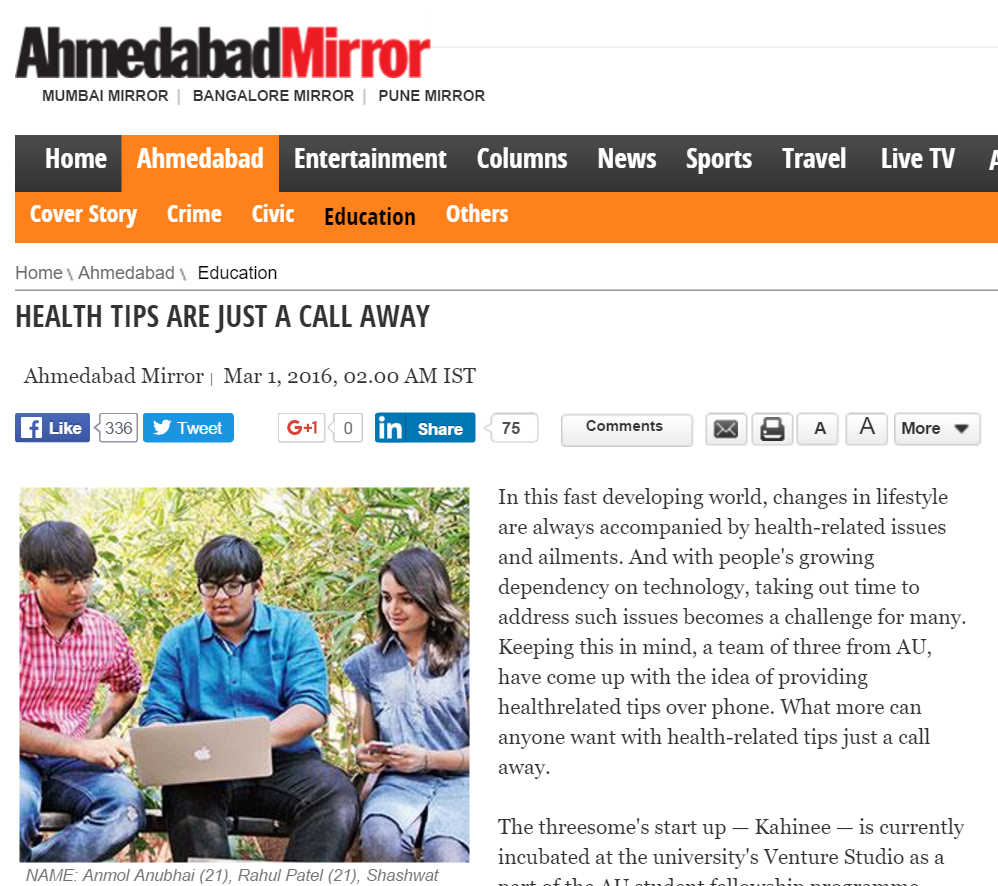 AhmedabadMirror
MUMBAI MIRROR | BANGALORE MIRROR | PUNE MIRROR
Home Ahmedabad Entertainment Columns News Sports Travel Live TV
Cover Story Crime Civic Education Others
Home \ Ahmedabad \ Education
HEALTH TIPS ARE JUST A CALL AWAY
Ahmedabad Mirror | Mar 1, 2016, 02.00 AM IST
Like 336 Tweet G+1 0 in Share 75 Comments A A More
In this fast developing world, changes in lifestyle
are always accompanied by health-related issues
and ailments. And with people's growing
dependency on technology, taking out time to
address such issues becomes a challenge for many.
Keeping this in mind, a team of three from AU,
have come up with the idea of providing
healthrelated tips over phone. What more can
anyone want with health-related tips just a call
away.
The threesome's start up — Kahinee — is currently
incubated at the university's Venture Studio as a
part of the AU student fellowship programme
NAME: Anmol Anubhai (21), Rahul Patel (21), Shashwat